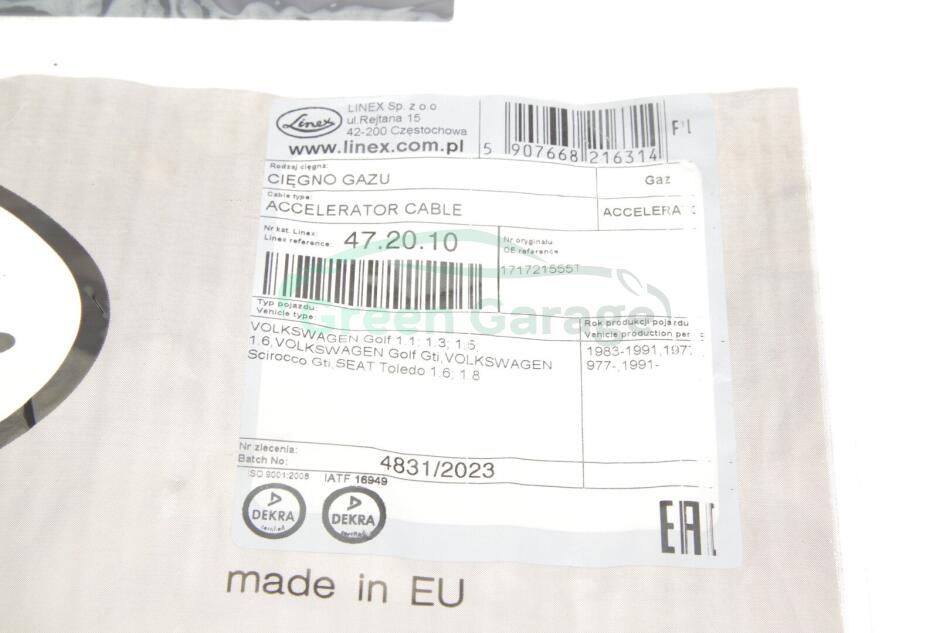 Linex
LINEX Sp. z o.o
ul.Rejtana 15
42-200 Częstochowa
www.linex.com.pl
5 907668 216314
Rodzaj cięgna:
CIĘGNO GAZU
Gaz
Cable type:
ACCELERATOR CABLE
ACCELERA
Nr kat. Linex:
Linex reference: 47.20.10
Nr oryginału
OE reference
171721555T
Green Garage
Typ pojazdu:
Vehicle type:
Rok produkcji pojazdu
Vehicle production per
VOLKSWAGEN Golf 1.1; 1.3; 1.5;
1.6,VOLKSWAGEN Golf Gti,VOLKSWAGEN
Scirocco Gti,SEAT Toledo 1.6; 1.8
1983-1991,197
977-,1991-
Nr zlecenia:
Batch No: 4831/2023
ISO 9001:2008 IATF 16949
DEKRA
certified
DEKRA
certified
EAC
made in EU